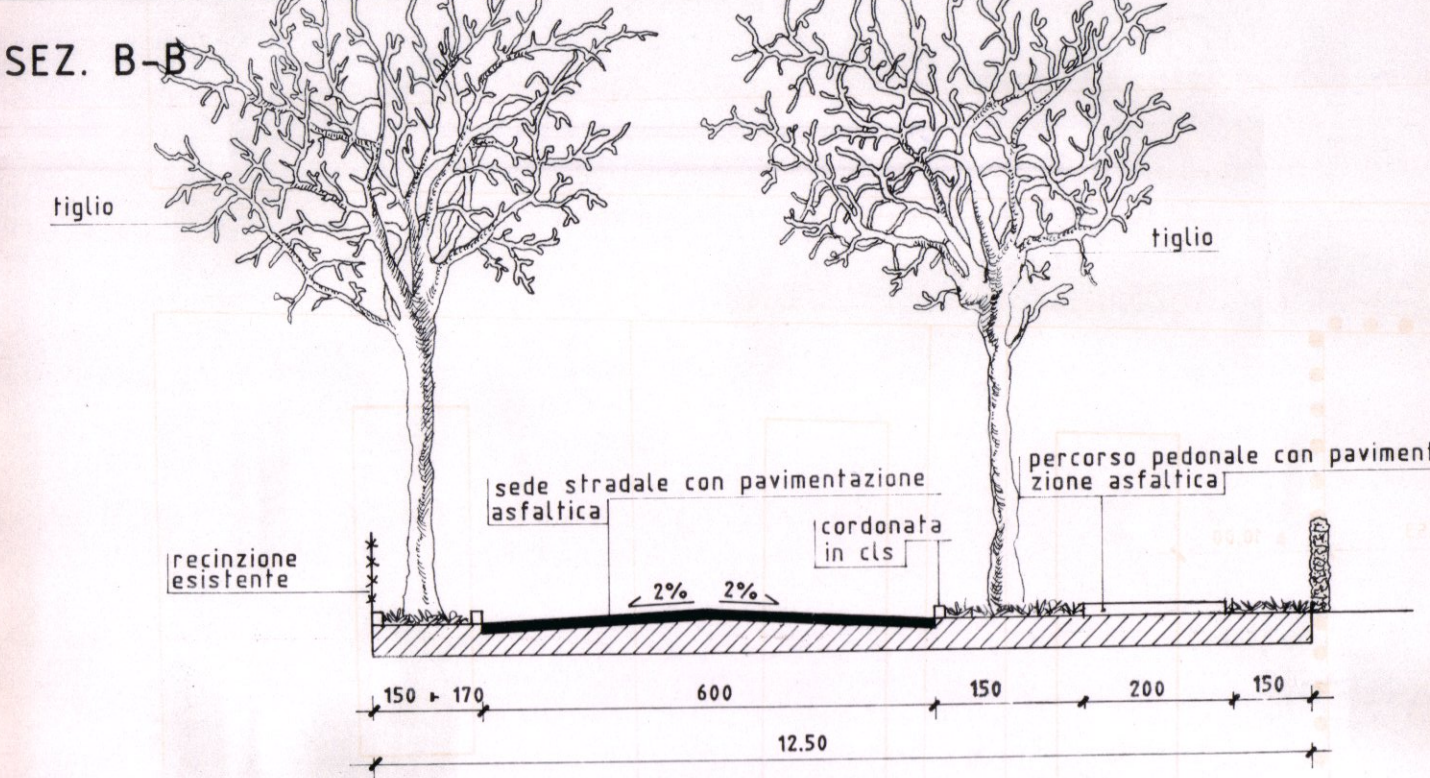 SEZ. B-B
tiglio
tiglio
percorso pedonale con paviment
zione asfaltica
sede stradale con pavimentazione
asfaltica
cordonata
in cls
recinzione
esistente
2% 2%
150 ÷ 170 600 150 200 150
12.50